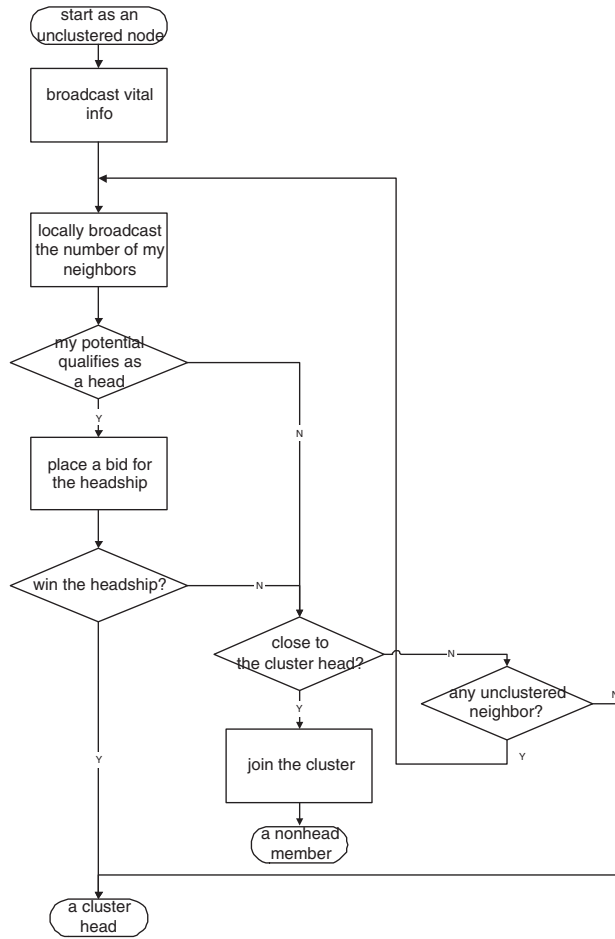 start as an
unclustered node
broadcast vital
info
locally broadcast
the number of my
neighbors
my potential
qualifies as
a head
Y
N
place a bid for
the headship
win the headship?
N
close to
the cluster head?
N
any unclustered
neighbor?
N
Y
Y
join the cluster
Y
a nonhead
member
a cluster
head